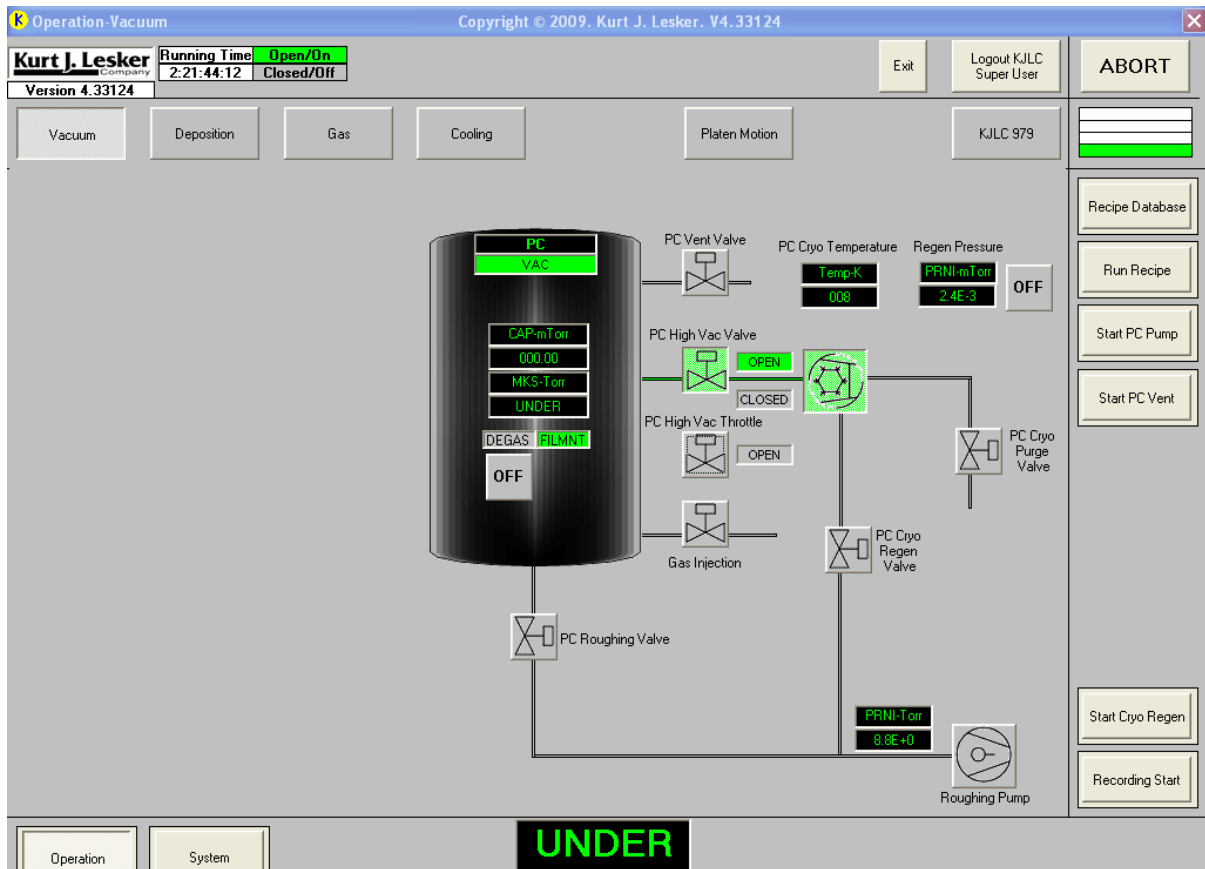 Operation-Vacuum
Copyright © 2009. Kurt J. Lesker. V4.33124
Kurt J. Lesker
Company
Version 4.33124
Running Time
Open/On
2:21:44:12
Closed/Off
Exit
Logout KJLC
Super User
ABORT
Vacuum
Deposition
Gas
Cooling
Platen Motion
KJLC 979
PC
VAC
CAP-mTorr
000.00
MKS-Torr
UNDER
DEGAS
FILMNT
OFF
PC Vent Valve
PC Cryo Temperature
Temp-K
008
Regen Pressure
PRNI-mTorr
2.4E-3
OFF
PC High Vac Valve
OPEN
CLOSED
PC High Vac Throttle
OPEN
Gas Injection
PC Cryo
Purge
Valve
PC Cryo
Regen
Valve
PC Roughing Valve
PRNI-Torr
8.8E+0
Roughing Pump
Recipe Database
Run Recipe
Start PC Pump
Start PC Vent
Start Cryo Regen
Recording Start
Operation
System
UNDER